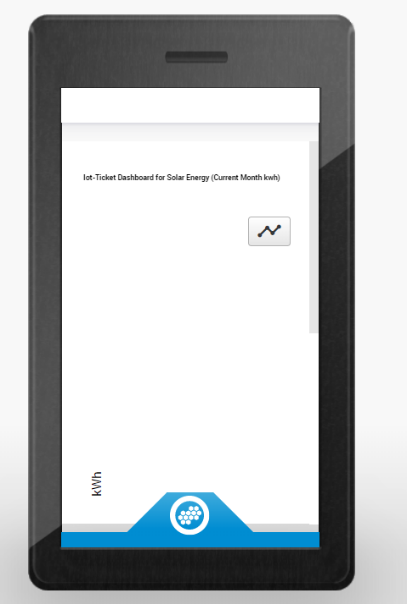 Iot-Ticket Dashboard for Solar Energy (Current Month kwh)
kWh